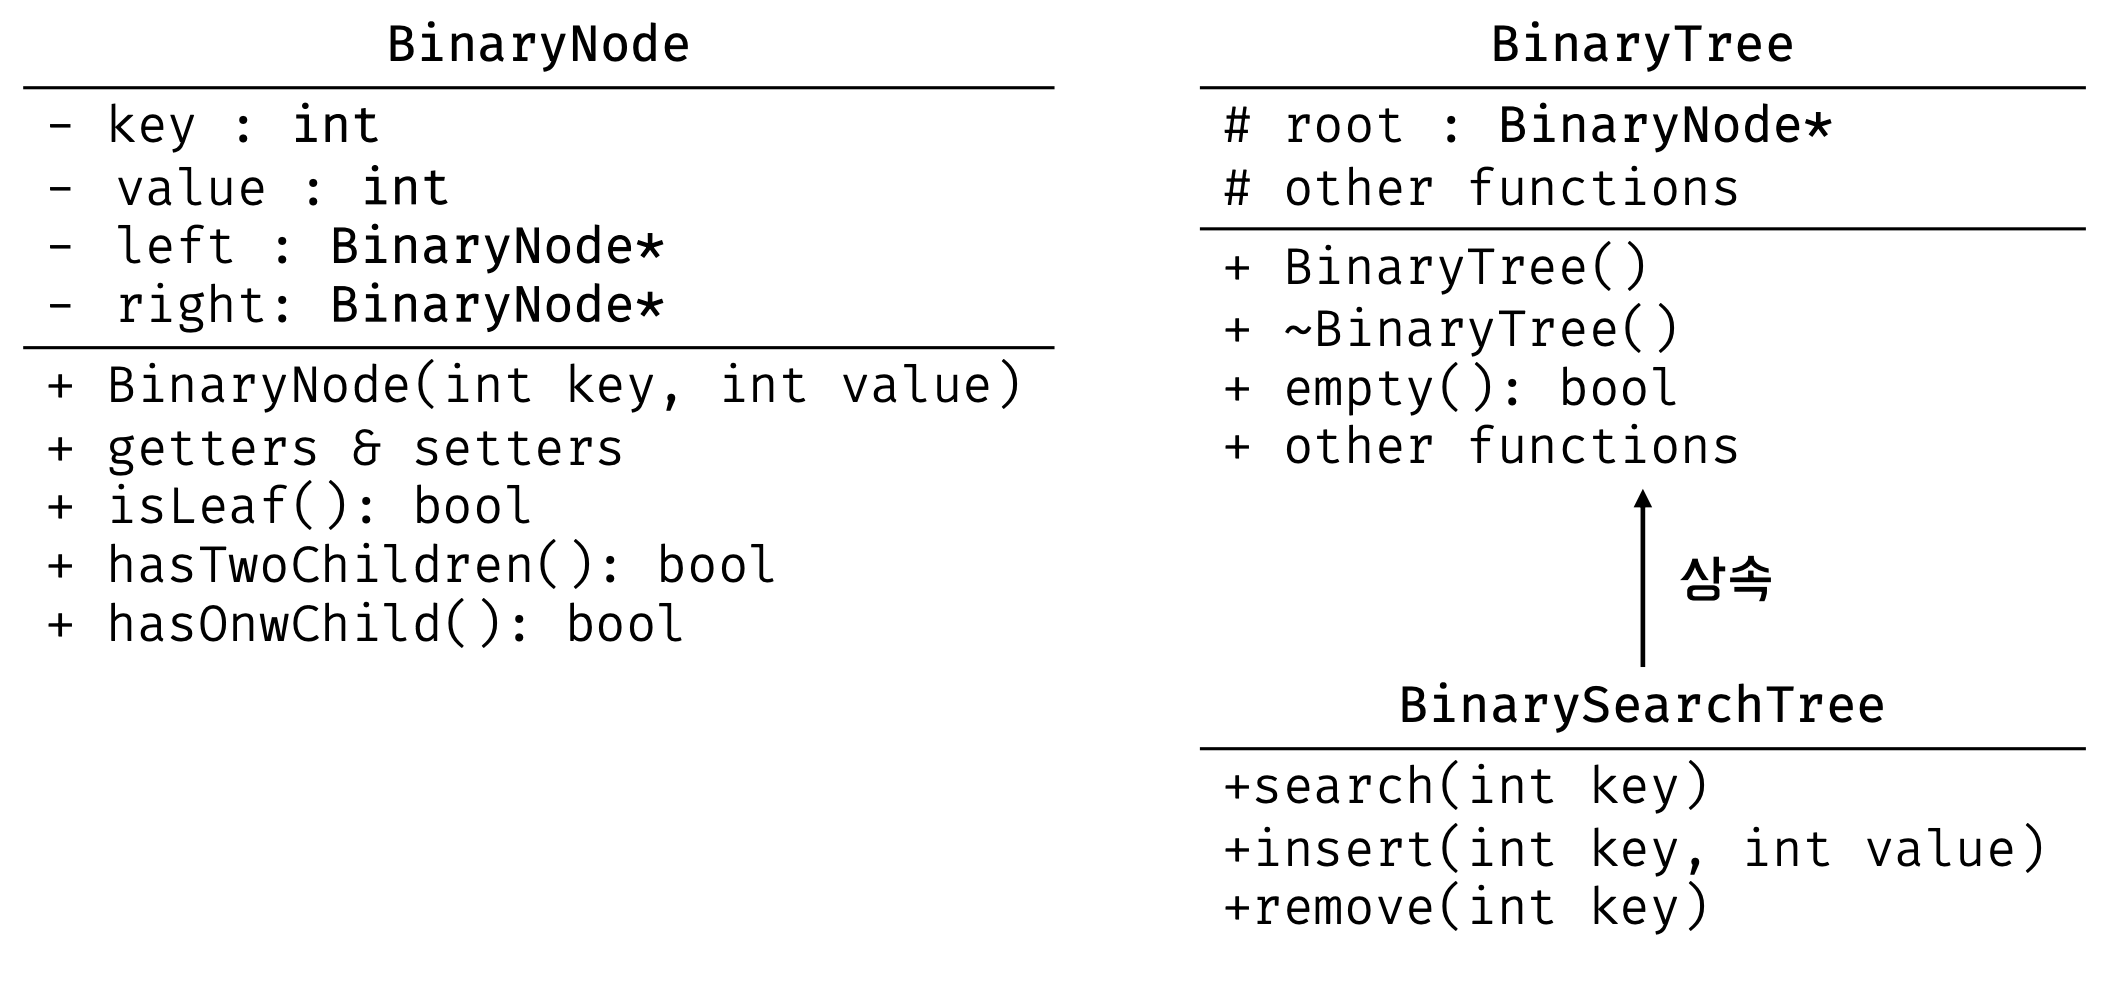 BinaryNode
- key : int
- value : int
- left : BinaryNode*
- right: BinaryNode*
+ BinaryNode(int key, int value)
+ getters & setters
+ isLeaf(): bool
+ hasTwoChildren(): bool
+ hasOnwChild(): bool
BinaryTree
# root : BinaryNode*
# other functions
+ BinaryTree()
+ ~BinaryTree()
+ empty(): bool
+ other functions
상속
BinarySearchTree
+search(int key)
+insert(int key, int value)
+remove(int key)